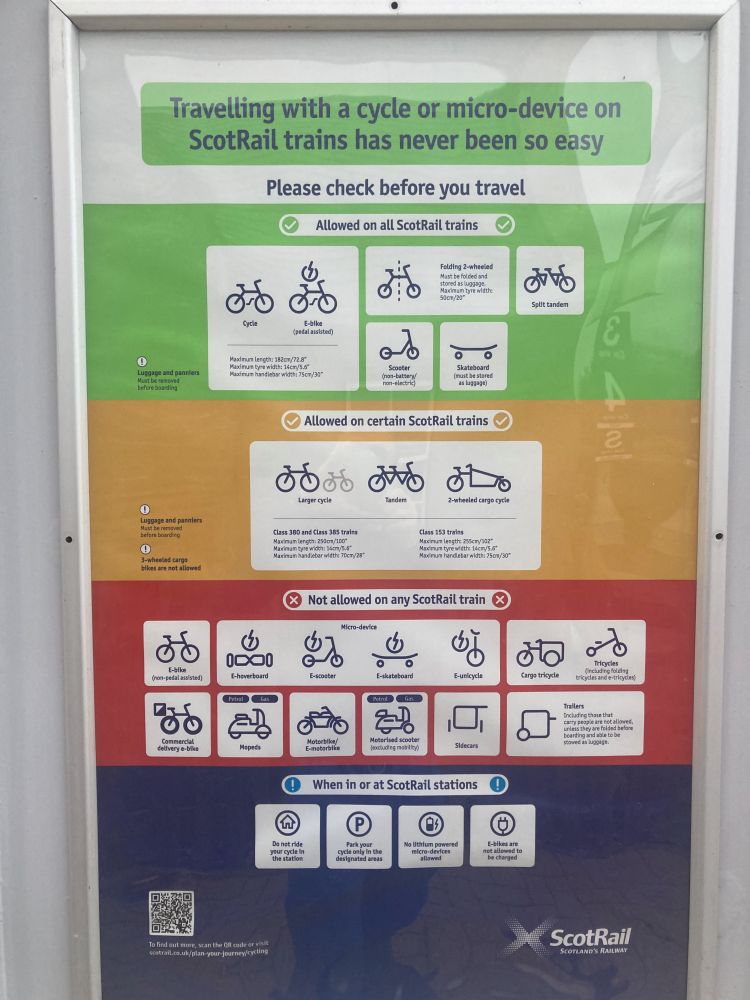 Travelling with a cycle or micro-device on
ScotRail trains has never been so easy
Please check before you travel
Allowed on all ScotRail trains
Cycle
E-bike
(pedal assisted)
Maximum length: 182cm/72.8"
Maximum tyre width: 14cm/5.6"
Maximum handlebar width: 75cm/30"
Folding 2-wheeled
Must be folded and
stored as luggage.
Maximum tyre width:
50cm/20"
Split tandem
Scooter
(non-battery/
non-electric)
Skateboard
(must be stored
as luggage)
Luggage and panniers
Must be removed
before boarding
Allowed on certain ScotRail trains
Larger cycle
Tandem
2-wheeled cargo cycle
Class 380 and Class 385 trains
Maximum length: 250cm/100"
Maximum tyre width: 14cm/5.6"
Maximum handlebar width: 70cm/28"
Class 153 trains
Maximum length: 255cm/102"
Maximum tyre width: 14cm/5.6"
Maximum handlebar width: 75cm/30"
Luggage and panniers
Must be removed
before boarding
3-wheeled cargo
bikes are not allowed
Not allowed on any ScotRail train
E-bike
(non-pedal assisted)
Micro-device
E-hoverboard
E-scooter
E-skateboard
E-unicycle
Cargo tricycle
Tricycles
(including folding
tricycles and e-tricycles)
Commercial
delivery e-bike
Petrol
Gas
Mopeds
Motorbike/
E-motorbike
Petrol
Gas
Motorised scooter
(excluding mobility)
Sidecars
Trailers
Including those that
carry people are not allowed,
unless they are folded before
boarding and able to be
stowed as luggage.
When in or at ScotRail stations
Do not ride
your cycle in
the station
P
Park your
cycle only in the
designated areas
No lithium powered
micro-devices
allowed
E-bikes are
not allowed to
be charged
To find out more, scan the QR code or visit
scotrail.co.uk/plan-your-journey/cycling
ScotRail
SCOTLAND'S RAILWAY